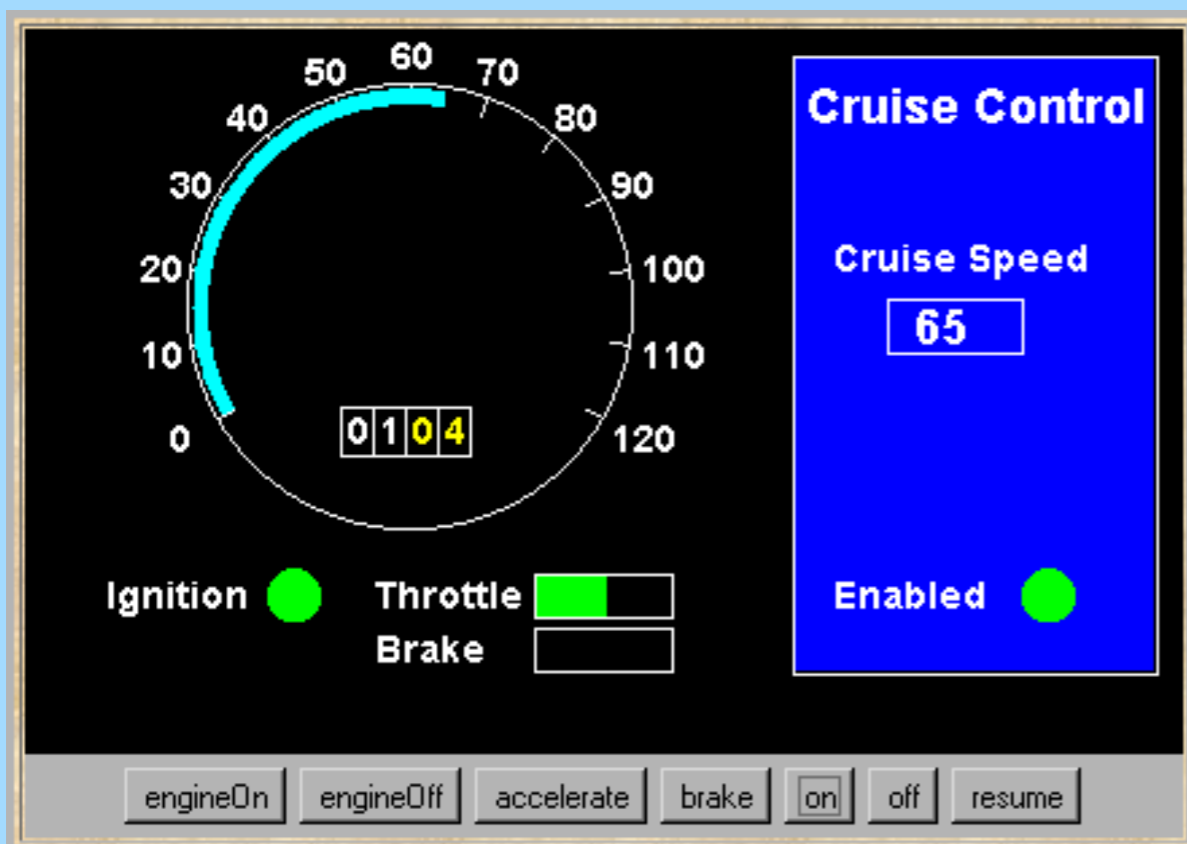 60
50 70
40 80
30 90
20 100
10 110
0 120
0104
Cruise Control
Cruise Speed
65
Ignition Throttle
Brake
Enabled
engineOn engineOff accelerate brake on off resume